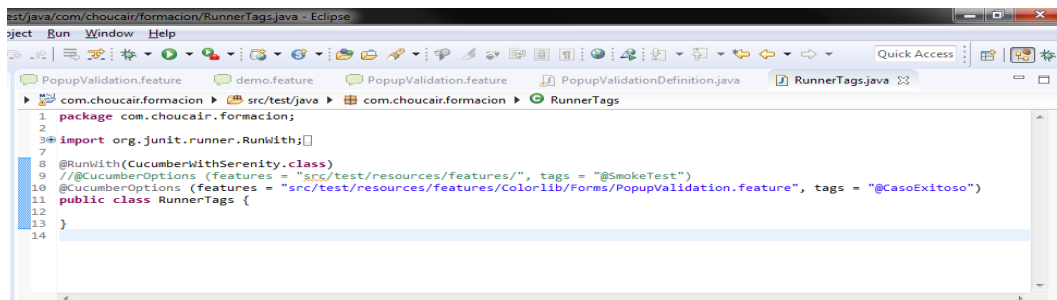 est/java/com/choucair/formacion/RunnerTags.java - Eclipse
oject Run Window Help
Quick Access
PopupValidation.feature demo.feature PopupValidation.feature PopupValidationDefinition.java RunnerTags.java
com.choucair.formacion src/test/java com.choucair.formacion RunnerTags
1 package com.choucair.formacion;
2
3 import org.junit.runner.RunWith;
7
8 @RunWith(CucumberWithSerenity.class)
9 //@CucumberOptions (features = "src/test/resources/features/", tags = "@SmokeTest")
10 @CucumberOptions (features = "src/test/resources/features/Colorlib/Forms/PopupValidation.feature", tags = "@CasoExitoso")
11 public class RunnerTags {
12
13 }
14